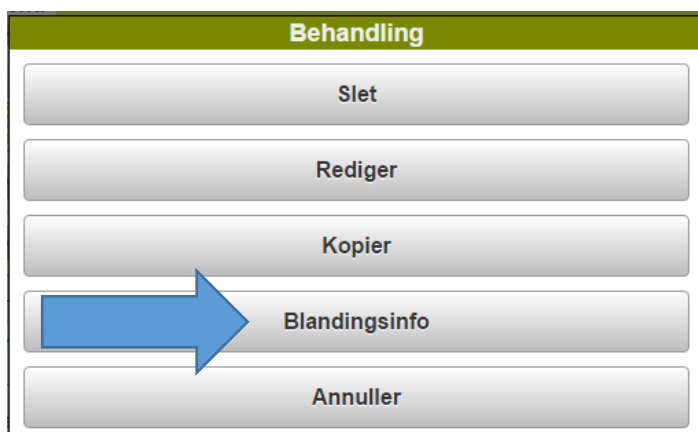 Behandling
Slet
Rediger
Kopier
Blandingsinfo
Annuller